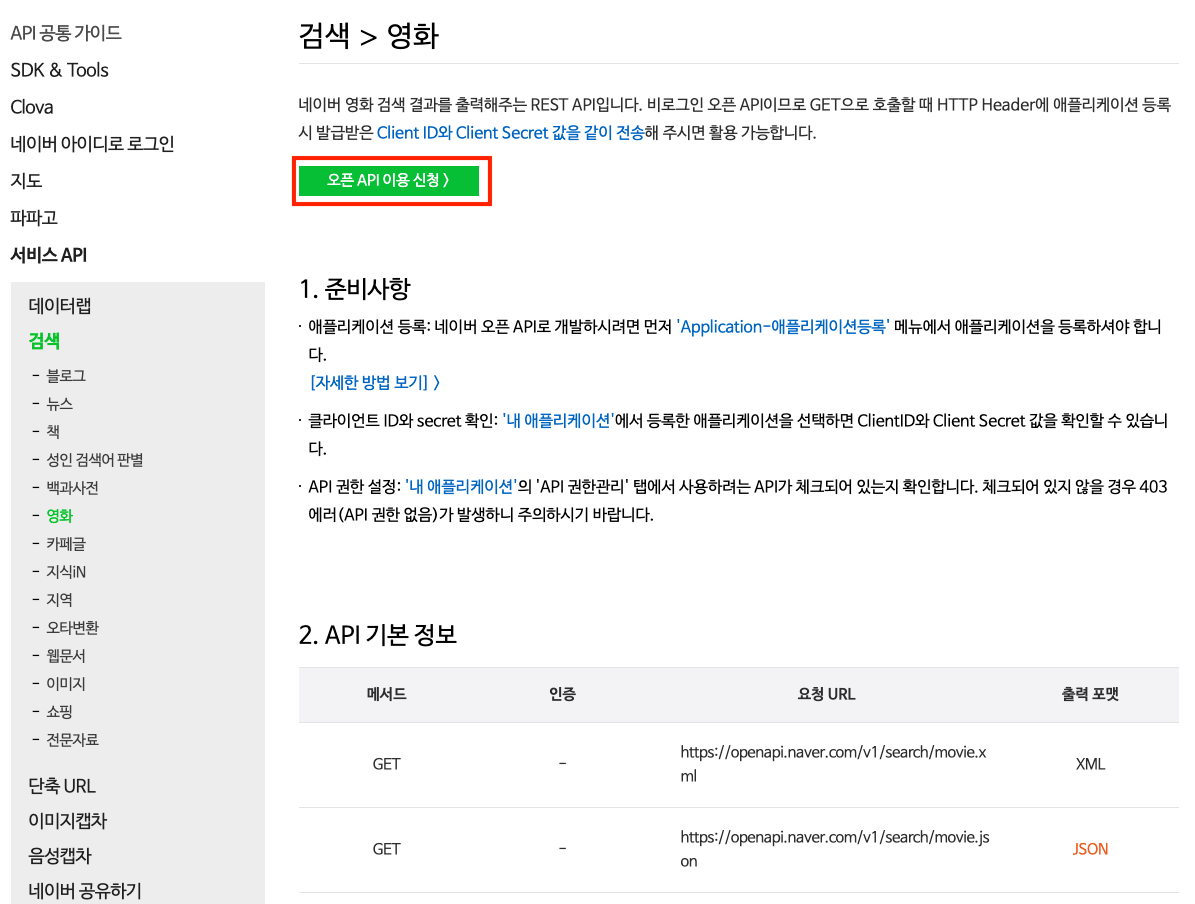 API 공통 가이드
SDK & Tools
Clova
네이버 아이디로 로그인
지도
파파고
서비스 API
데이터랩
검색
- 블로그
- 뉴스
- 책
- 성인 검색어 판별
- 백과사전
- 영화
- 카페글
- 지식iN
- 지역
- 오타변환
- 웹문서
- 이미지
- 쇼핑
- 전문자료
단축 URL
이미지캡차
음성캡차
네이버 공유하기
검색 > 영화
네이버 영화 검색 결과를 출력해주는 REST API입니다. 비로그인 오픈 API이므로 GET으로 호출할 때 HTTP Header에 애플리케이션 등록
시 발급받은 Client ID와 Client Secret 값을 같이 전송해 주시면 활용 가능합니다.
오픈 API 이용 신청 〉
1. 준비사항
· 애플리케이션 등록: 네이버 오픈 API로 개발하시려면 먼저 'Application-애플리케이션등록' 메뉴에서 애플리케이션을 등록하셔야 합니
다.
[자세한 방법 보기] 〉
· 클라이언트 ID와 secret 확인: '내 애플리케이션'에서 등록한 애플리케이션을 선택하면 ClientID와 Client Secret 값을 확인할 수 있습니
다.
· API 권한 설정: '내 애플리케이션'의 'API 권한관리' 탭에서 사용하려는 API가 체크되어 있는지 확인합니다. 체크되어 있지 않을 경우 403
에러(API 권한 없음)가 발생하니 주의하시기 바랍니다.
2. API 기본 정보
메서드 인증 요청 URL 출력 포맷
GET - https://openapi.naver.com/v1/search/movie.x
ml XML
GET - https://openapi.naver.com/v1/search/movie.js
on JSON